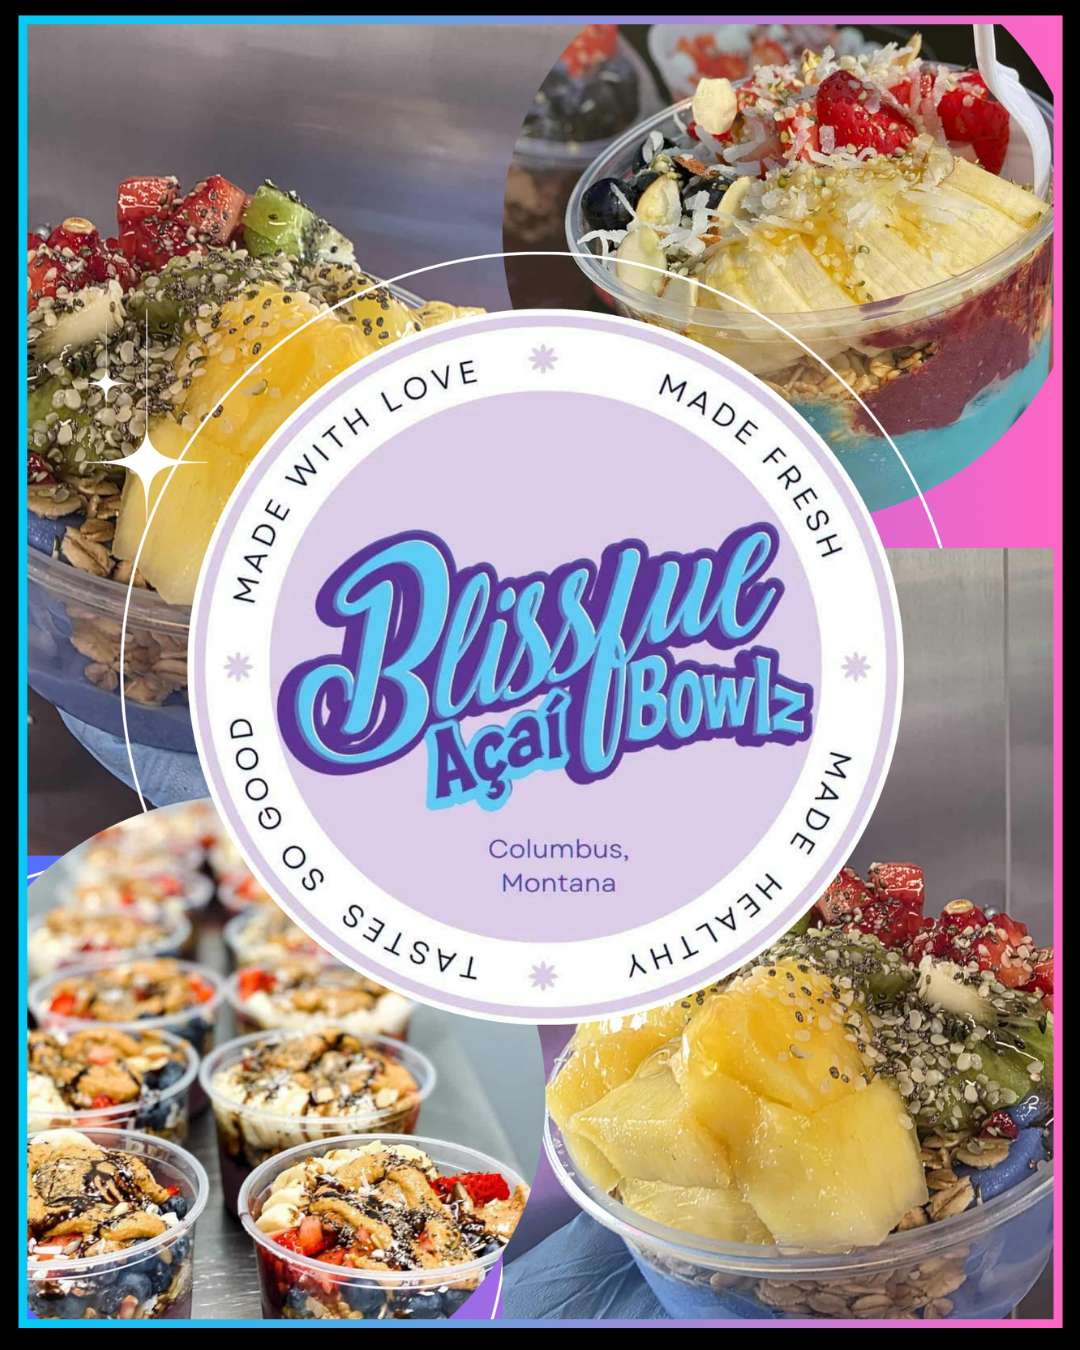 MADE WITH LOVE
MADE FRESH
Blissful
Açaí Bowlz
Columbus,
Montana
TASTES SO GOOD
MADE HEALTHY